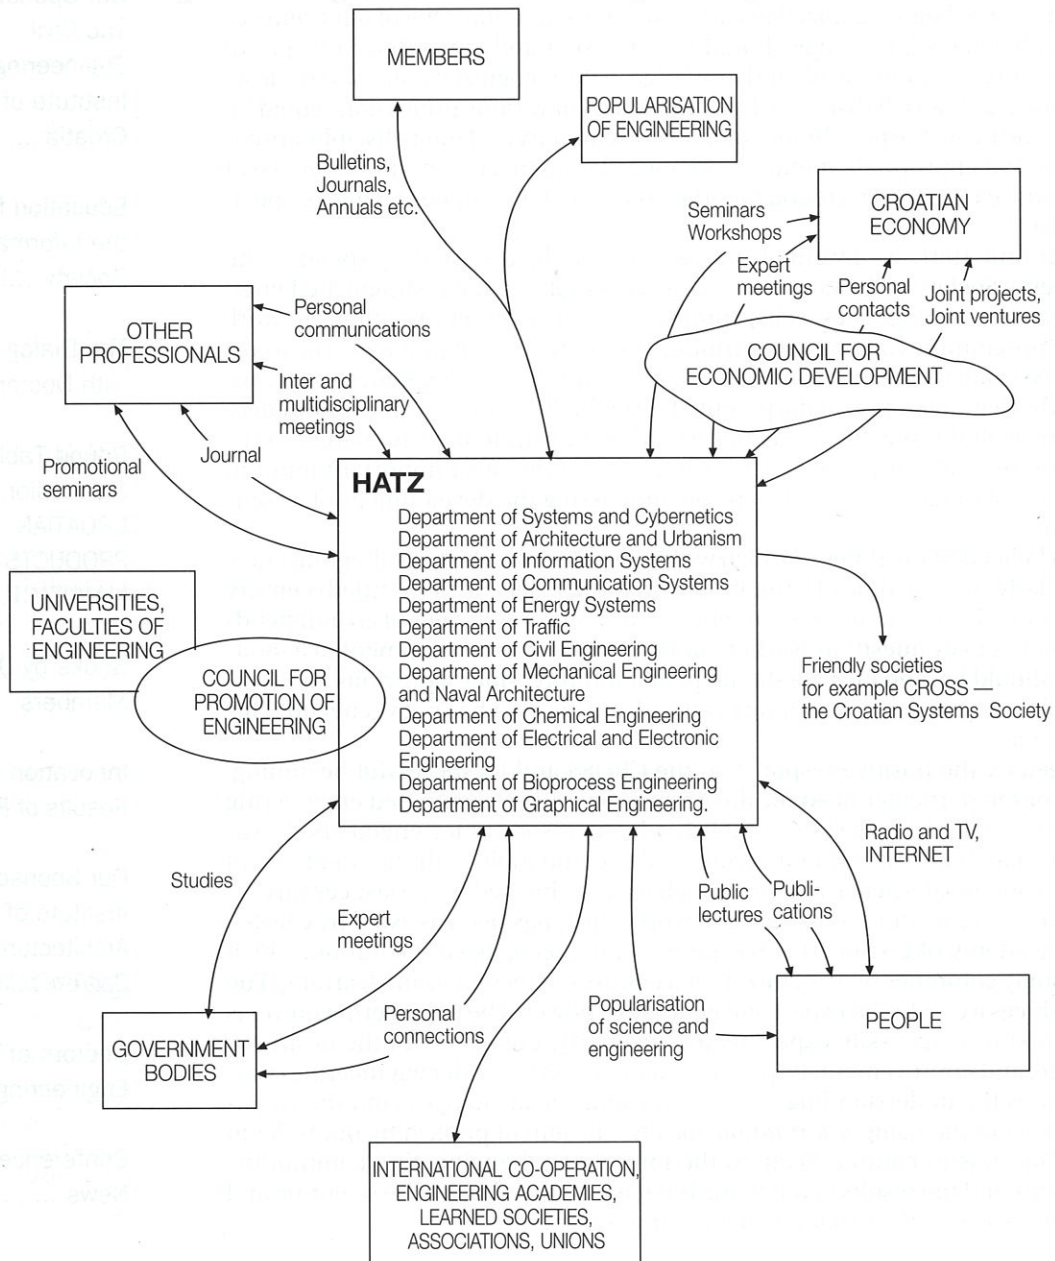 MEMBERS
POPULARISATION
OF ENGINEERING
Bulletins,
Journals,
Annuals etc.
CROATIAN
ECONOMY
Seminars
Workshops
Expert
meetings
Personal
contacts
Joint projects,
Joint ventures
COUNCIL FOR
ECONOMIC DEVELOPMENT
OTHER
PROFESSIONALS
Personal
communications
Inter and
multidisciplinary
meetings
Journal
Promotional
seminars
HATZ
Department of Systems and Cybernetics
Department of Architecture and Urbanism
Department of Information Systems
Department of Communication Systems
Department of Energy Systems
Department of Traffic
Department of Civil Engineering
Department of Mechanical Engineering
and Naval Architecture
Department of Chemical Engineering
Department of Electrical and Electronic
Engineering
Department of Bioprocess Engineering
Department of Graphical Engineering.
UNIVERSITIES,
FACULTIES OF
ENGINEERING
COUNCIL FOR
PROMOTION OF
ENGINEERING
Friendly societies
for example CROSS —
the Croatian Systems Society
Radio and TV,
INTERNET
Studies
Expert
meetings
Public
lectures
Publi-
cations
Personal
connections
Popularisation
of science and
engineering
PEOPLE
GOVERNMENT
BODIES
INTERNATIONAL CO-OPERATION,
ENGINEERING ACADEMIES,
LEARNED SOCIETIES,
ASSOCIATIONS, UNIONS